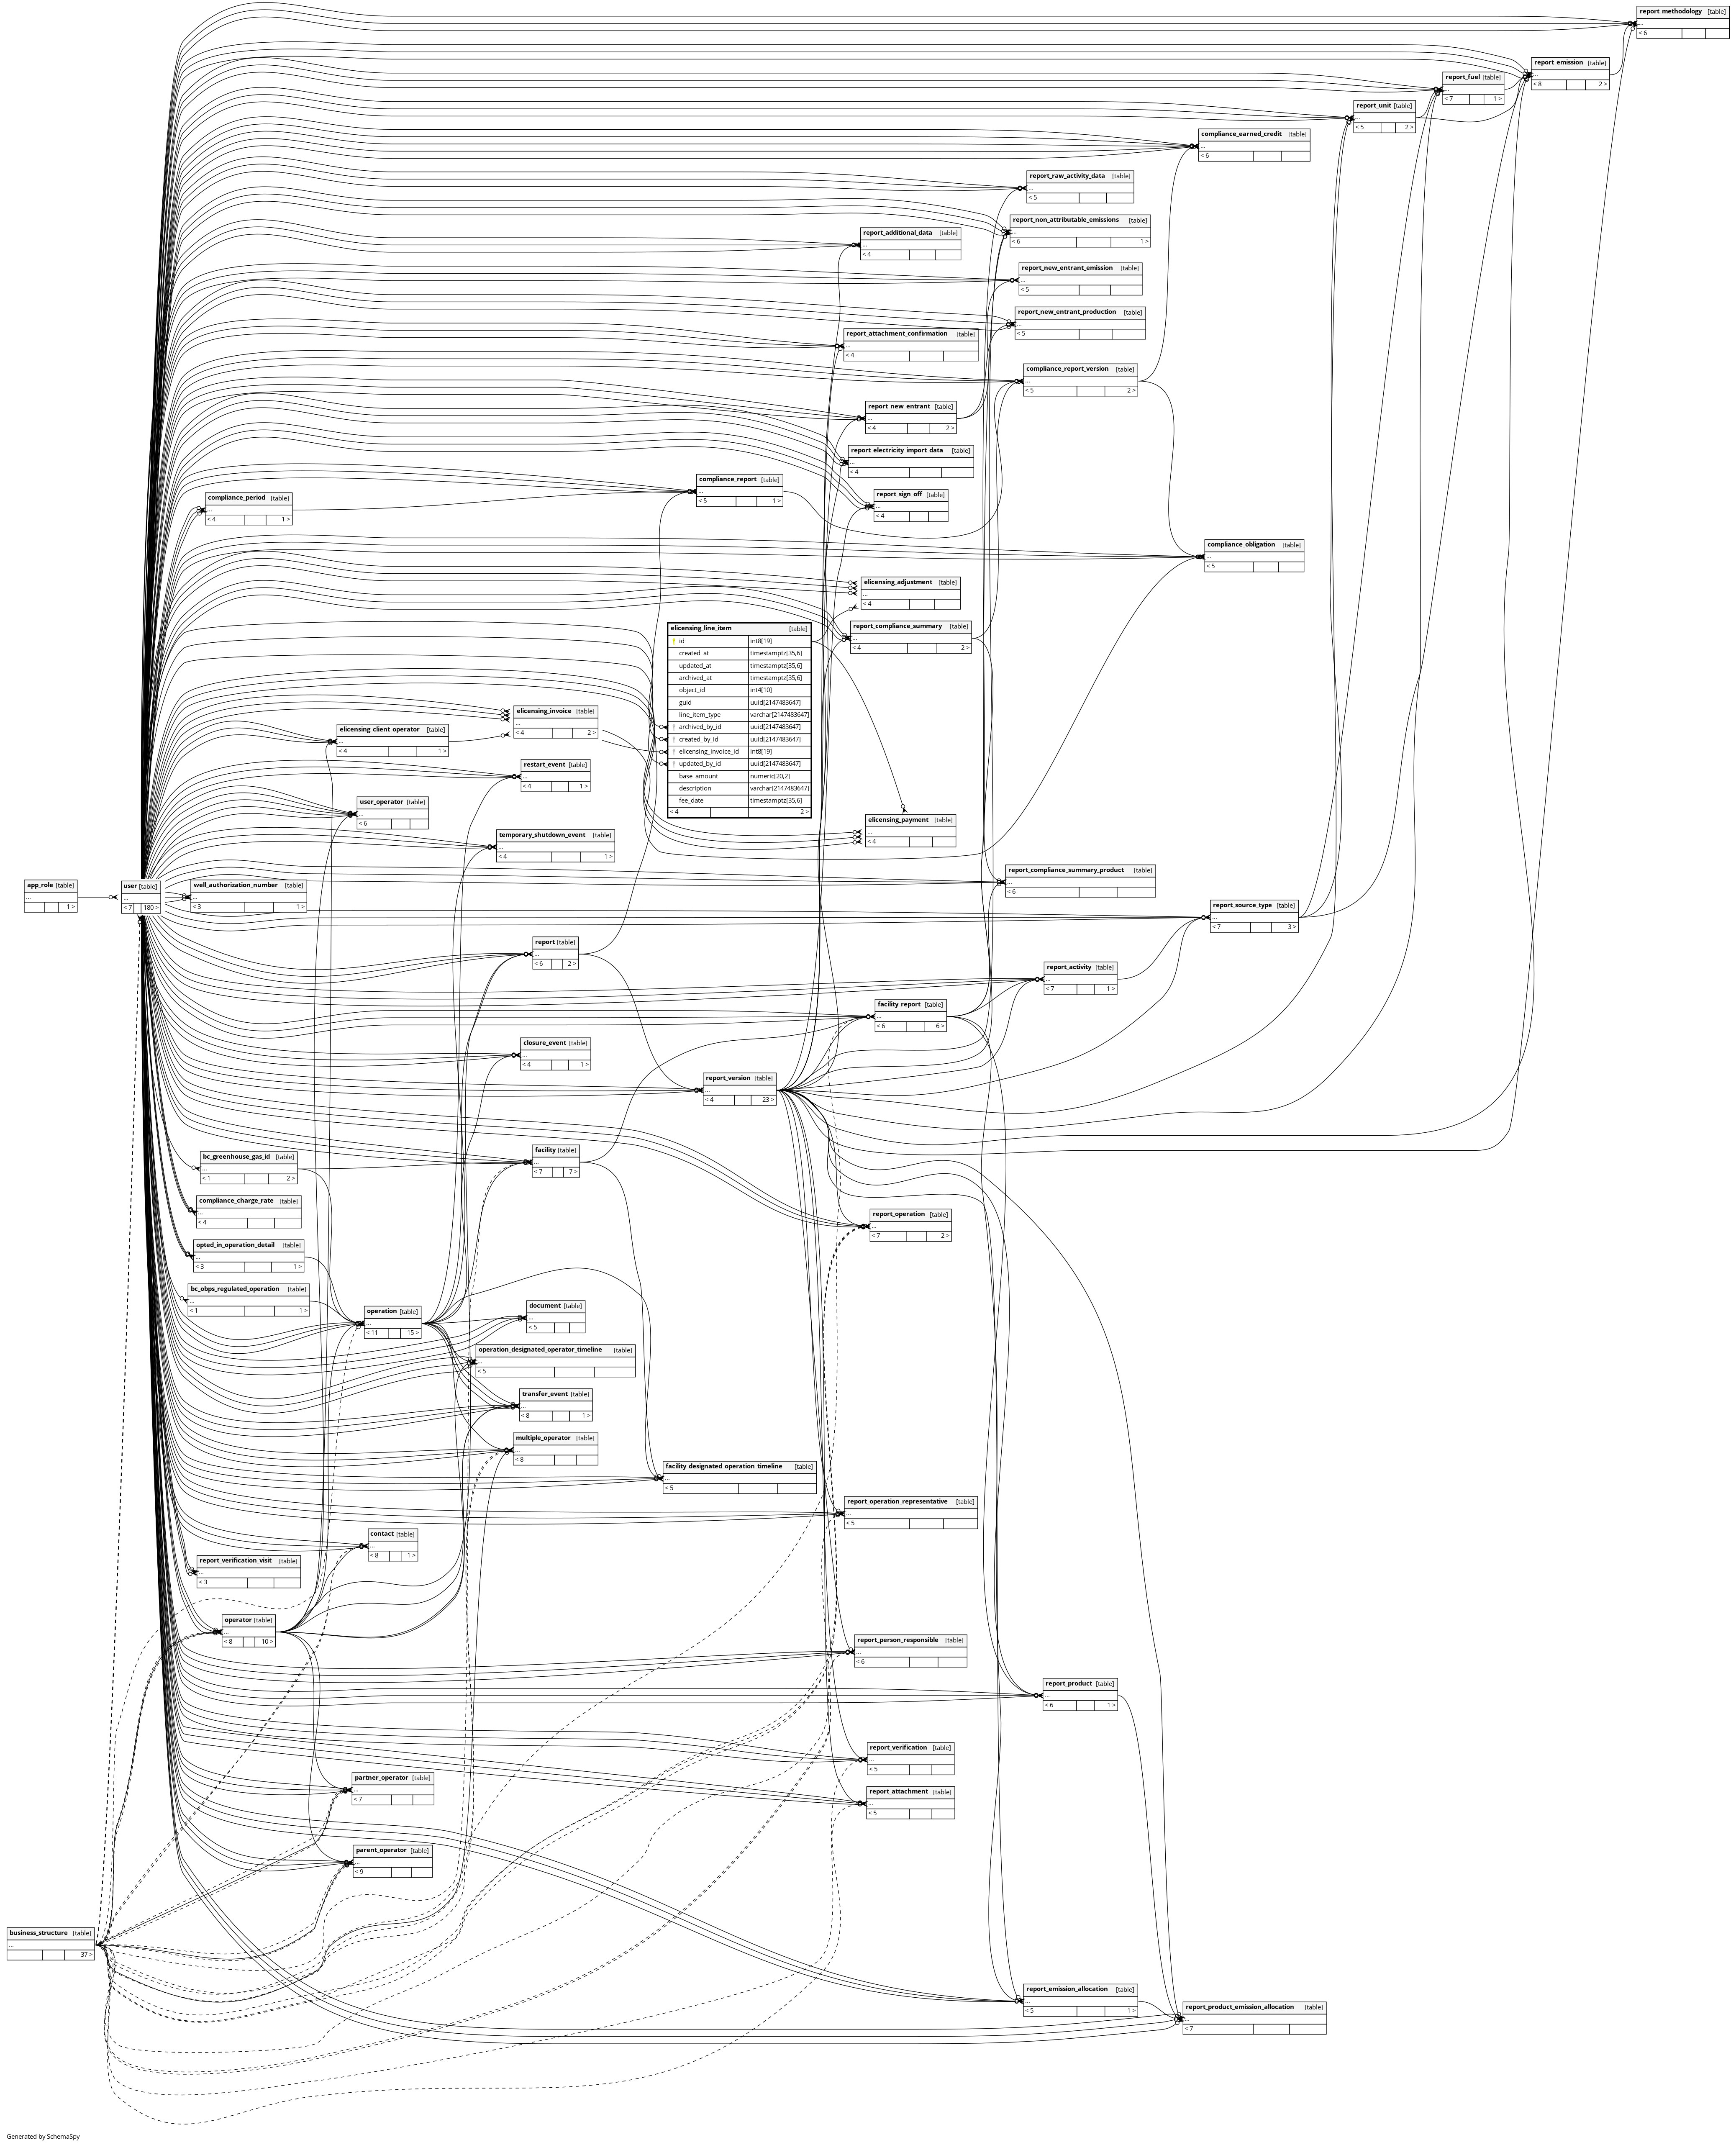 report_methodology [table]
...
< 6
report_emission [table]
...
< 8 2 >
report_fuel [table]
...
< 7 1 >
report_unit [table]
...
< 5 2 >
compliance_earned_credit [table]
...
< 6
report_raw_activity_data [table]
...
< 5
report_non_attributable_emissions [table]
...
< 6 1 >
report_additional_data [table]
...
< 4
report_new_entrant_emission [table]
...
< 5
report_new_entrant_production [table]
...
< 5
report_attachment_confirmation [table]
...
< 4
compliance_report_version [table]
...
< 5 2 >
report_new_entrant [table]
...
< 4 2 >
report_electricity_import_data [table]
...
< 4
compliance_report [table]
...
< 5 1 >
report_sign_off [table]
...
< 4
compliance_period [table]
...
< 4 1 >
compliance_obligation [table]
...
< 5
elicensing_adjustment [table]
...
< 4
report_compliance_summary [table]
...
< 4 2 >
elicensing_line_item [table]
id int8[19]
created_at timestamptz[35,6]
updated_at timestamptz[35,6]
archived_at timestamptz[35,6]
object_id int4[10]
guid uuid[2147483647]
line_item_type varchar[2147483647]
archived_by_id uuid[2147483647]
created_by_id uuid[2147483647]
elicensing_invoice_id int8[19]
updated_by_id uuid[2147483647]
base_amount numeric[20,2]
description varchar[2147483647]
fee_date timestamptz[35,6]
< 4 2 >
elicensing_invoice [table]
...
< 4 2 >
elicensing_client_operator [table]
...
< 4 1 >
restart_event [table]
...
< 4 1 >
user_operator [table]
...
< 6
elicensing_payment [table]
...
< 4
temporary_shutdown_event [table]
...
< 4 1 >
report_compliance_summary_product [table]
...
< 6
app_role [table]
...
1 >
user [table]
...
< 7 180 >
well_authorization_number [table]
...
< 3 1 >
report_source_type [table]
...
< 7 3 >
report [table]
...
< 6 2 >
report_activity [table]
...
< 7 1 >
facility_report [table]
...
< 6 6 >
closure_event [table]
...
< 4 1 >
report_version [table]
...
< 4 23 >
facility [table]
...
< 7 7 >
bc_greenhouse_gas_id [table]
...
< 1 2 >
compliance_charge_rate [table]
...
< 4
report_operation [table]
...
< 7 2 >
opted_in_operation_detail [table]
...
< 3 1 >
bc_obps_regulated_operation [table]
...
< 1 1 >
operation [table]
...
< 11 15 >
document [table]
...
< 5
operation_designated_operator_timeline [table]
...
< 5
transfer_event [table]
...
< 8 1 >
multiple_operator [table]
...
< 8
facility_designated_operation_timeline [table]
...
< 5
report_operation_representative [table]
...
< 5
contact [table]
...
< 8 1 >
report_verification_visit [table]
...
< 3
operator [table]
...
< 8 10 >
report_person_responsible [table]
...
< 6
report_product [table]
...
< 6 1 >
report_verification [table]
...
< 5
partner_operator [table]
...
< 7
report_attachment [table]
...
< 5
parent_operator [table]
...
< 9
business_structure [table]
...
37 >
report_emission_allocation [table]
...
< 5 1 >
report_product_emission_allocation [table]
...
< 7
Generated by SchemaSpy